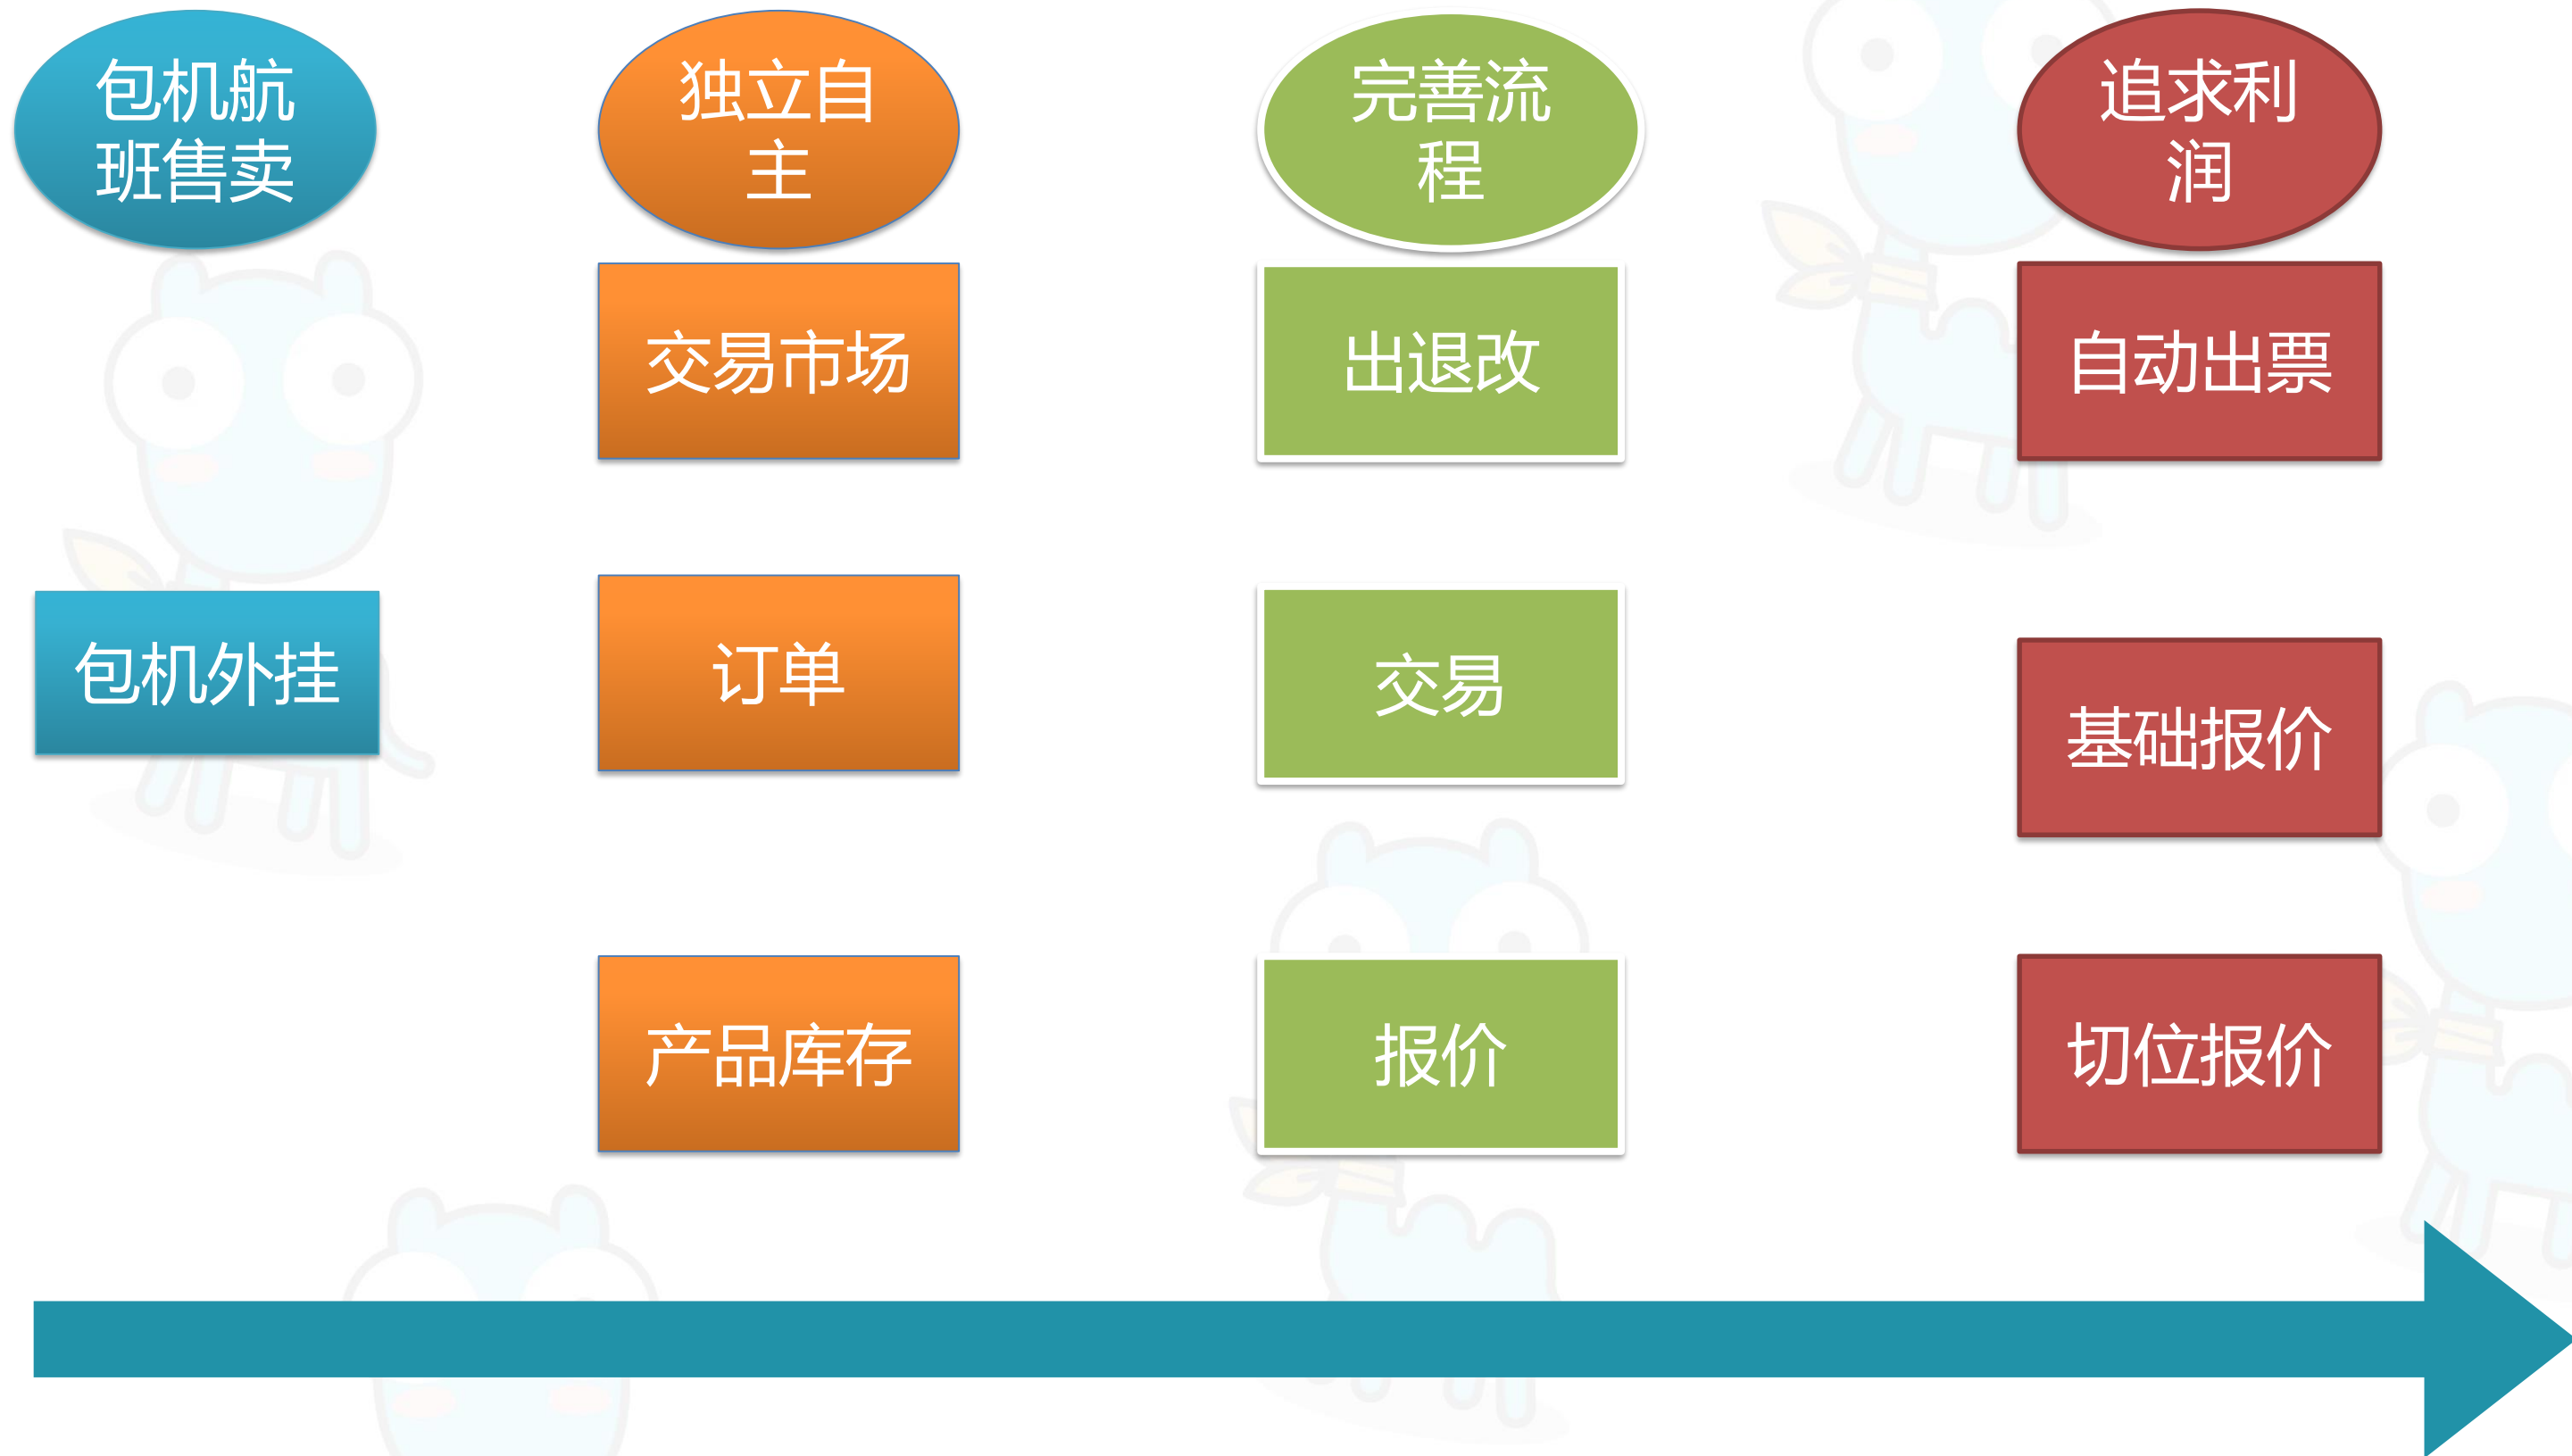 包机航
班售卖
独立自
主
完善流
程
追求利
润
交易市场
出退改
自动出票
包机外挂
订单
交易
基础报价
产品库存
报价
切位报价